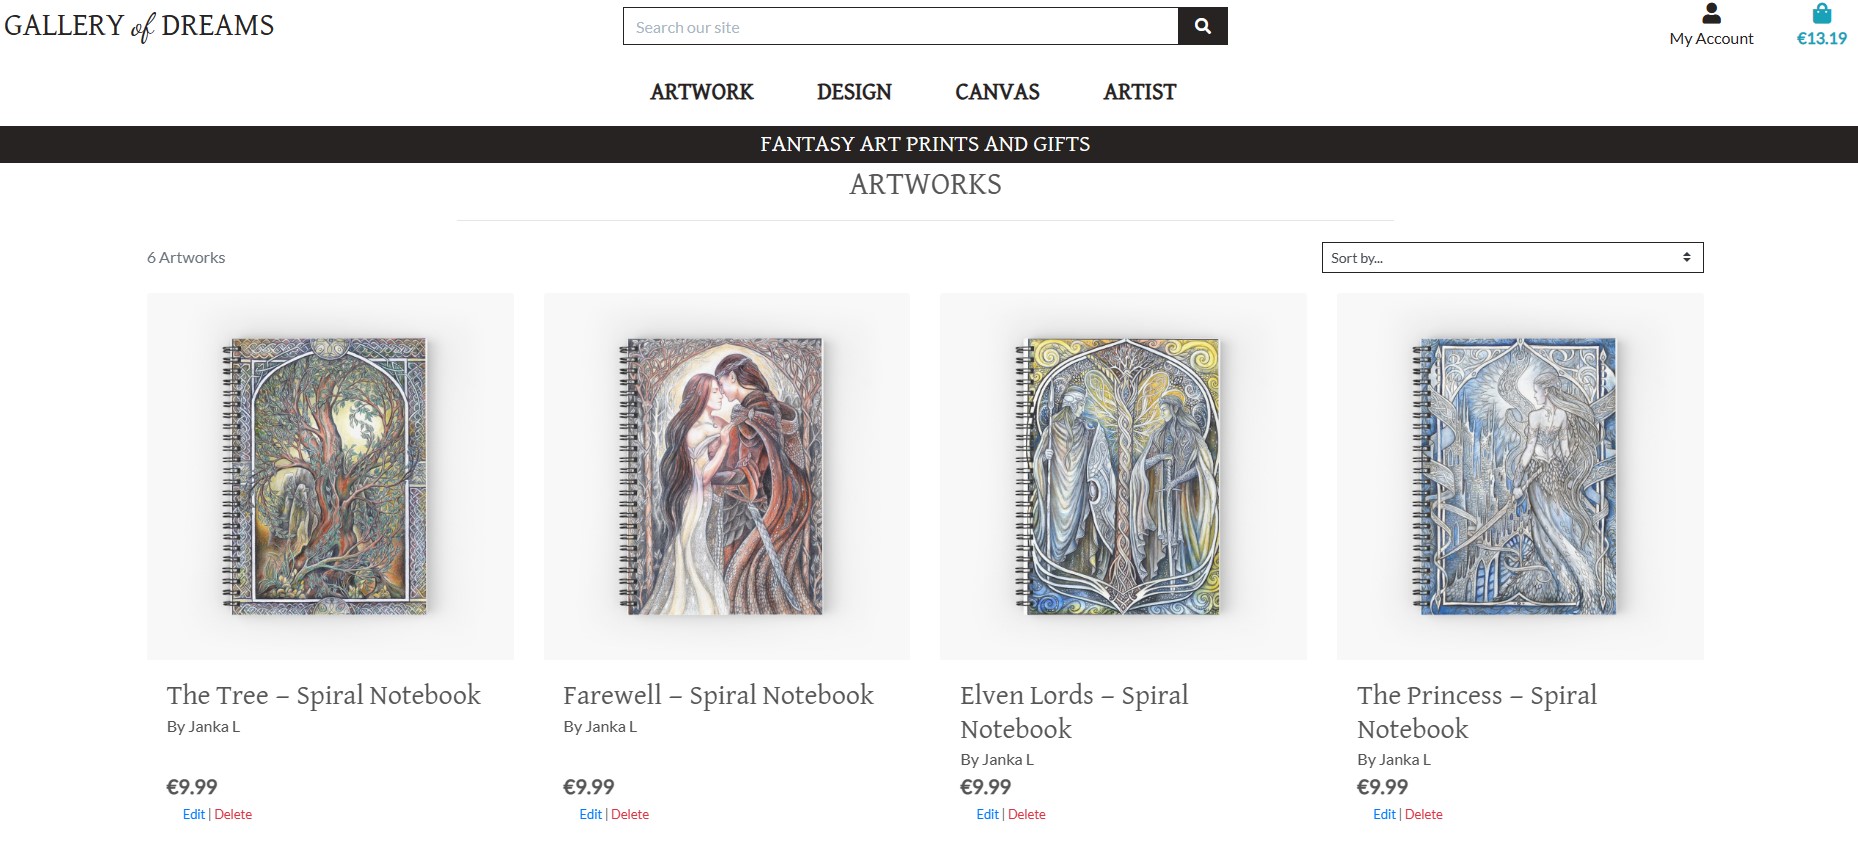 GALLERY of DREAMS
Search our site
My Account
€13.19
ARTWORK DESIGN CANVAS ARTIST
FANTASY ART PRINTS AND GIFTS
ARTWORKS
6 Artworks
Sort by...
The Tree – Spiral Notebook
By Janka L
€9.99
Edit | Delete
Farewell – Spiral Notebook
By Janka L
€9.99
Edit | Delete
Elven Lords – Spiral
Notebook
By Janka L
€9.99
Edit | Delete
The Princess – Spiral
Notebook
By Janka L
€9.99
Edit | Delete